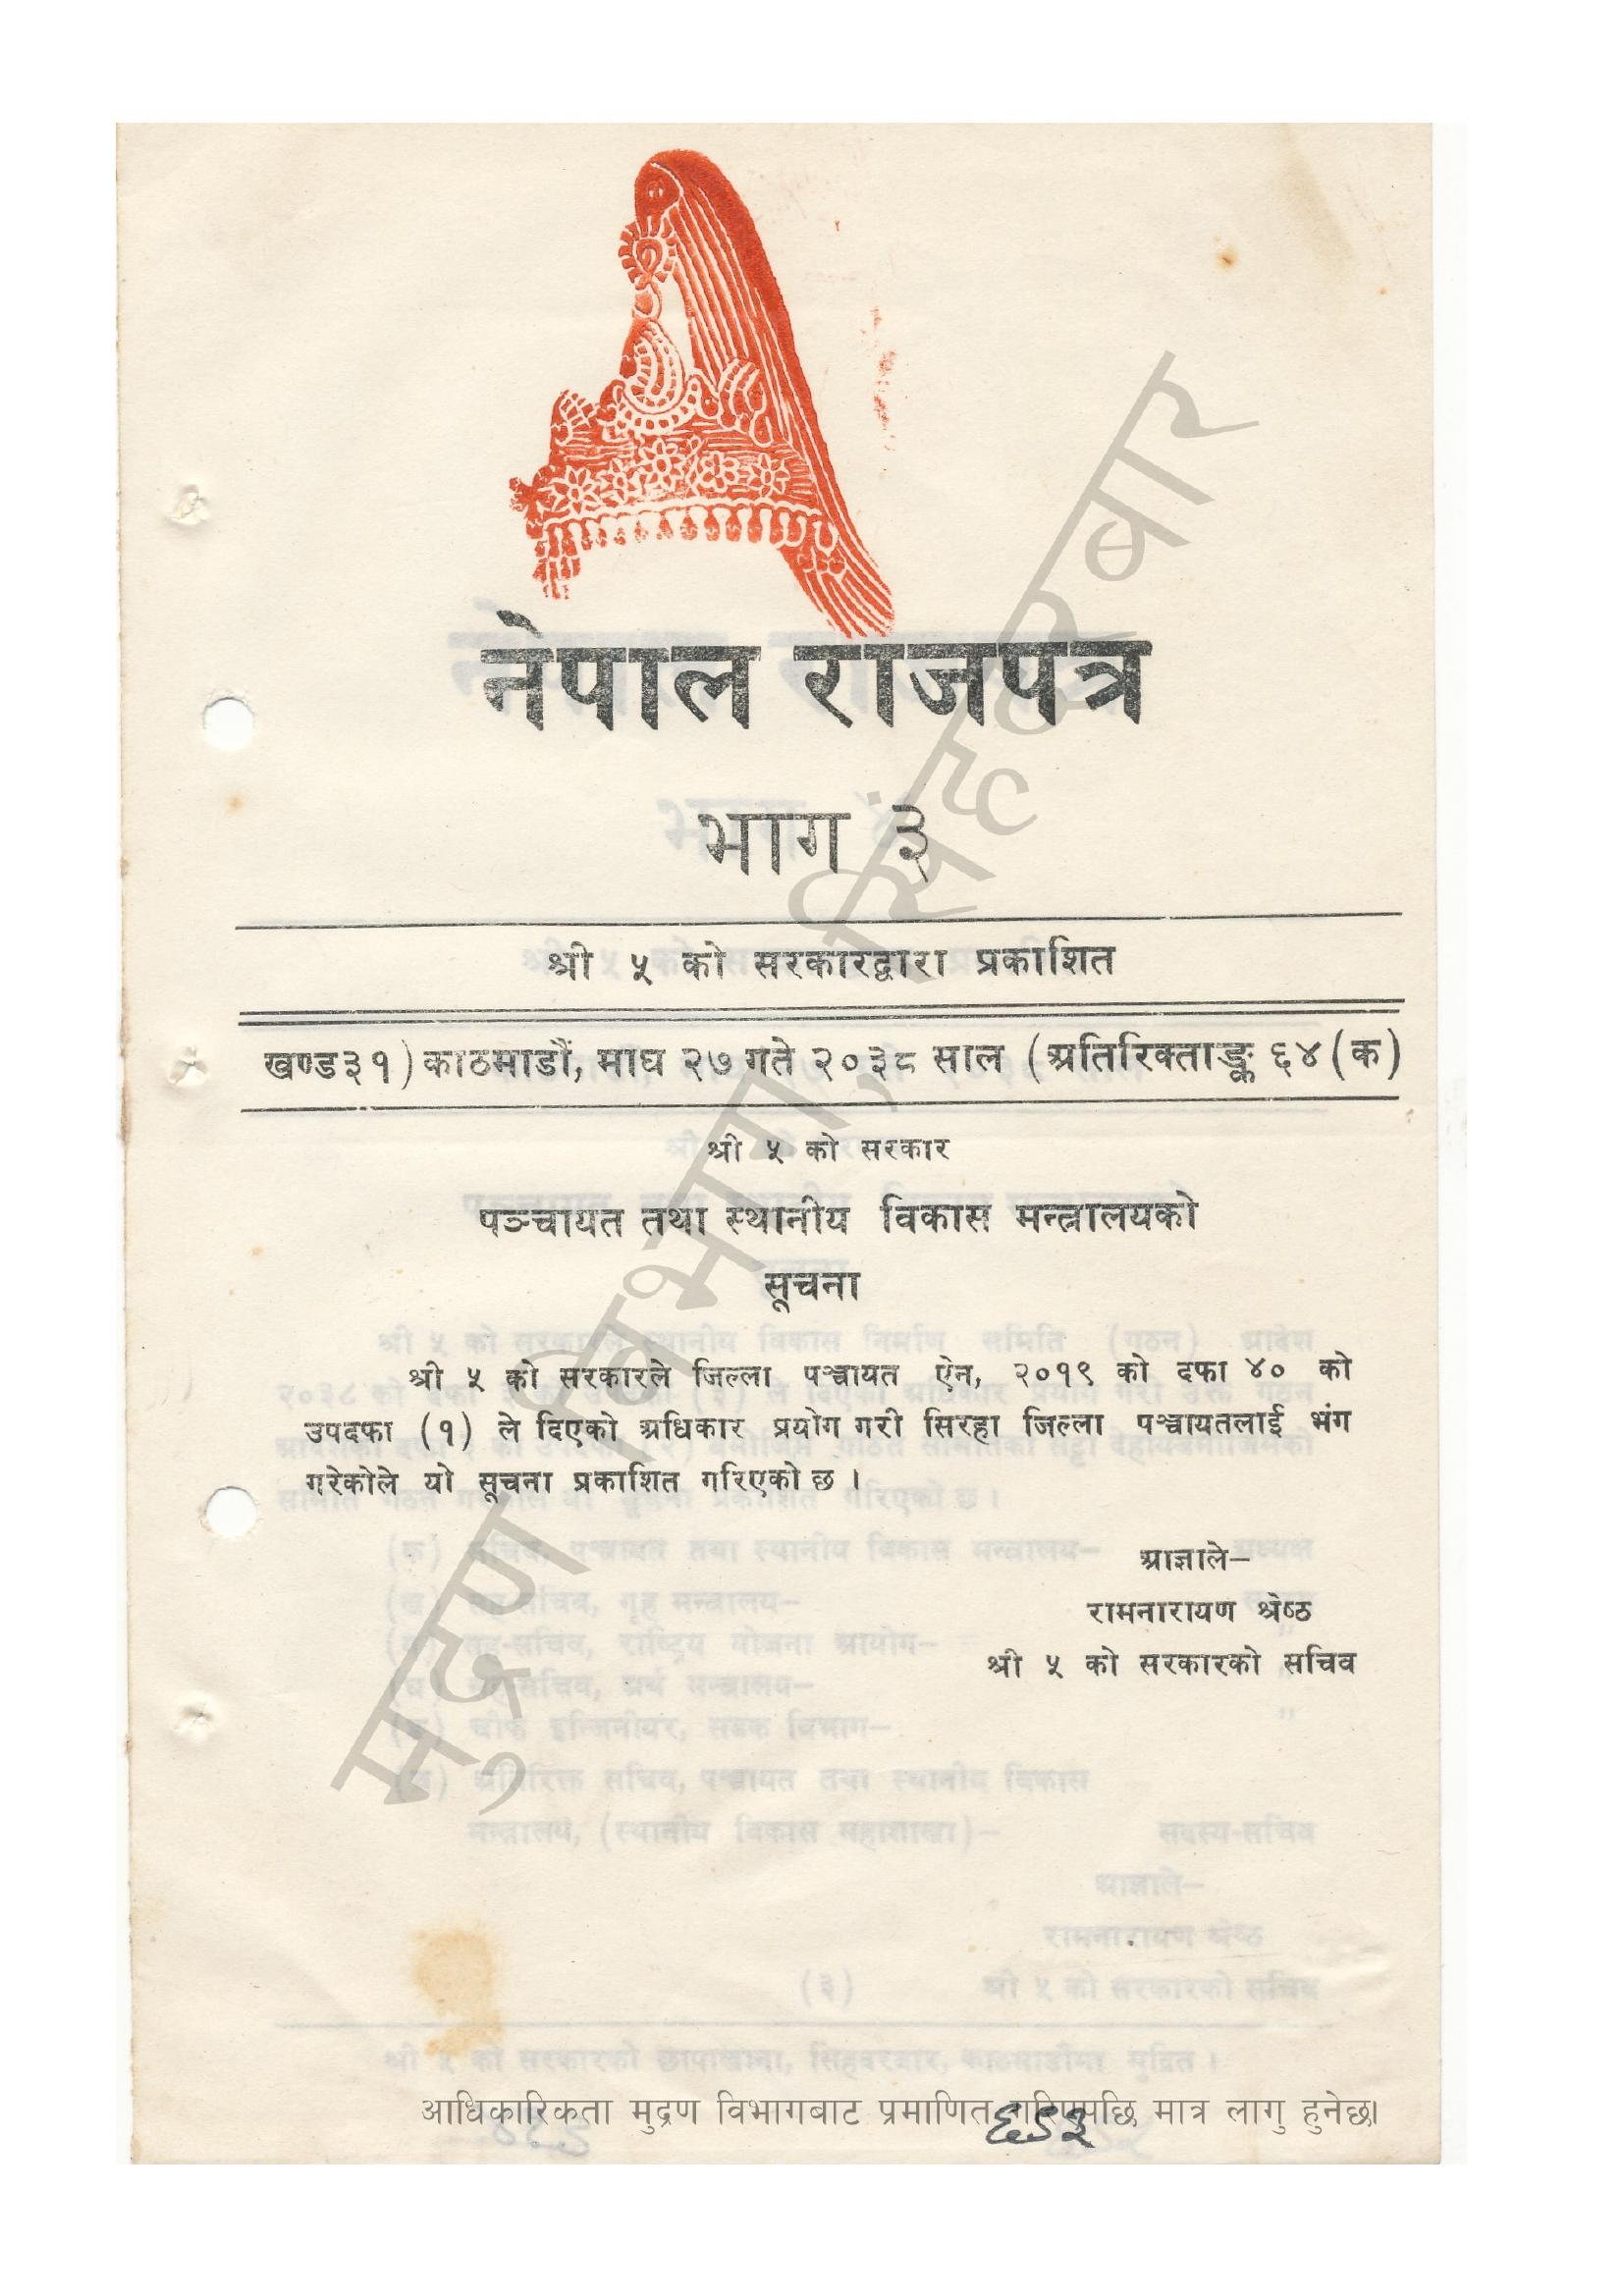 नेपाल राजपत्र
भाग ३
श्री ५ को सरकारद्वारा प्रकाशित
खण्ड ३१) काठमाडौं, माघ २७ गते २०३८ साल (अतिरिक्ताङ्क ६४ (क)
श्री ५ को सरकार
पञ्चायत तथा स्थानीय विकास मन्त्रालयको
सूचना
श्री ५ को सरकारले जिल्ला पञ्चायत ऐन, २०१९ को दफा ४० को
उपदफा (१) ले दिएको अधिकार प्रयोग गरी सिरहा जिल्ला पञ्चायतलाई भंग
गरेकोले यो सूचना प्रकाशित गरिएको छ ।
आज्ञाले–
रामनारायण श्रेष्ठ
श्री ५ को सरकारको सचिव
मुद्रण विभाग, सिंहदरबार
आधिकारिकता मुद्रण विभागबाट प्रमाणित गरिएपछि मात्र लागु हुनेछ।